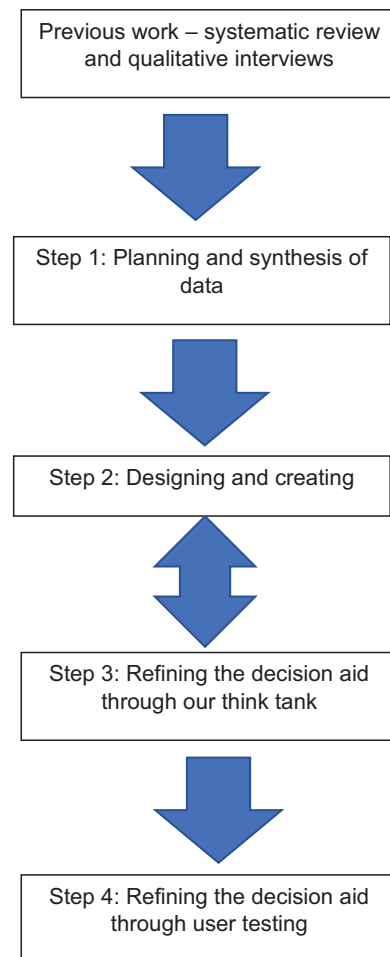 Previous work – systematic review
and qualitative interviews
Step 1: Planning and synthesis of
data
Step 2: Designing and creating
Step 3: Refining the decision aid
through our think tank
Step 4: Refining the decision aid
through user testing